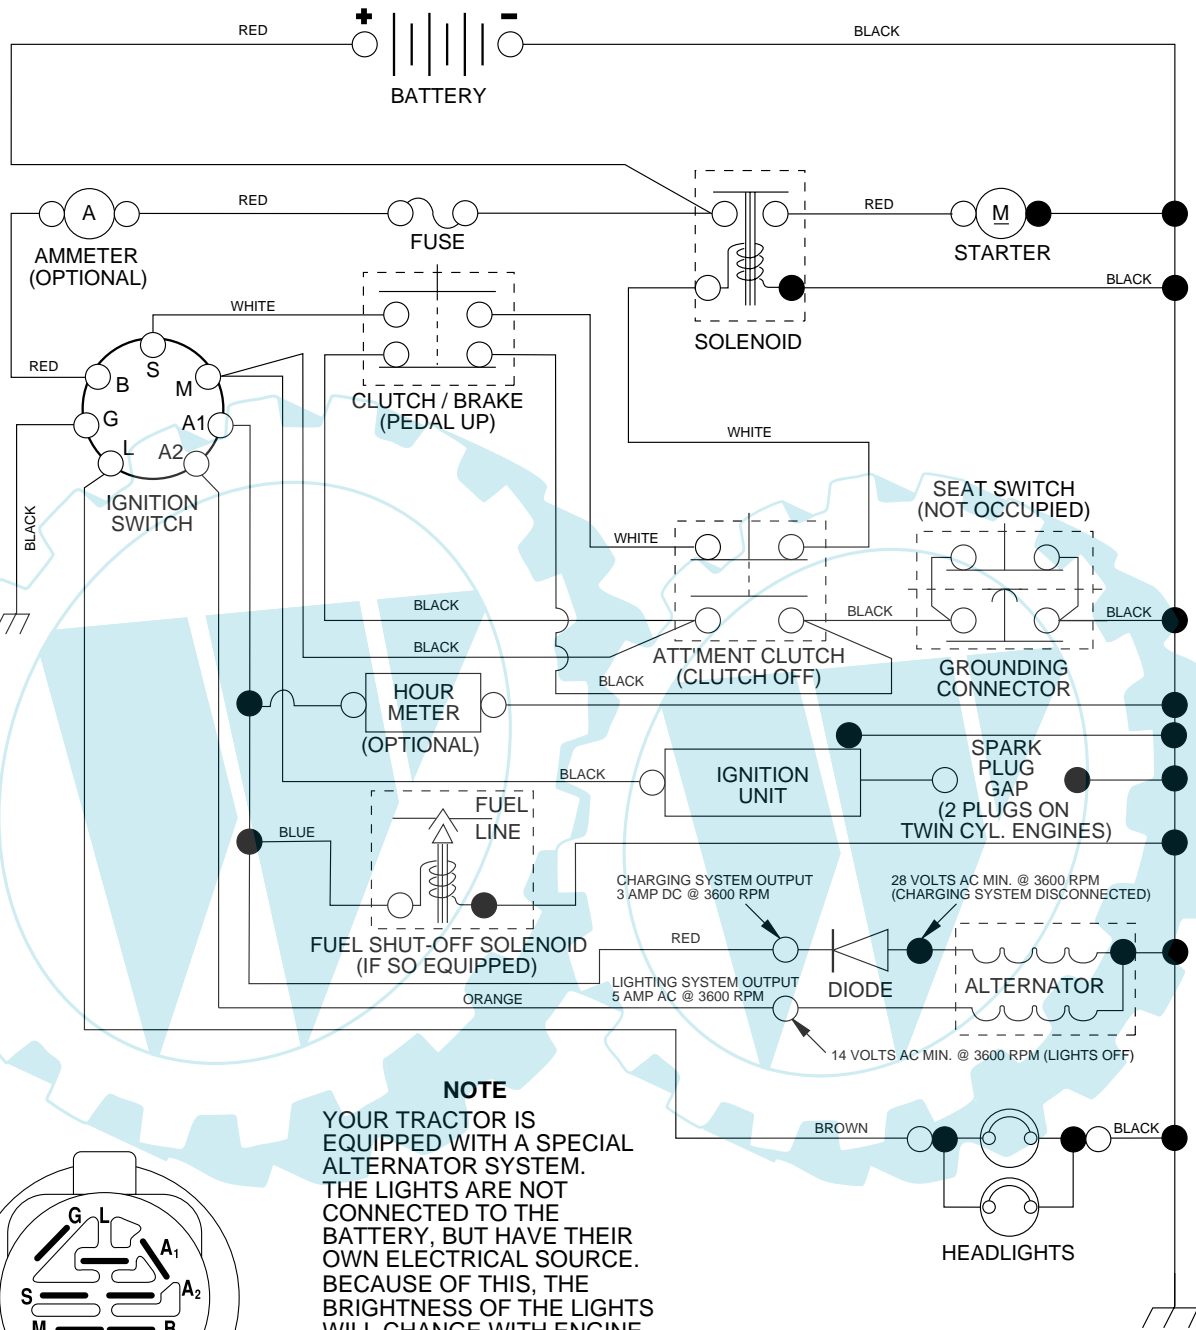 + -
RED
BLACK
BATTERY
A
RED
FUSE
RED
M
STARTER
AMMETER
(OPTIONAL)
BLACK
SOLENOID
WHITE
RED
S
B
M
G
A1
L
A2
IGNITION
SWITCH
BLACK
CLUTCH / BRAKE
(PEDAL UP)
WHITE
SEAT SWITCH
(NOT OCCUPIED)
WHITE
BLACK
BLACK
BLACK
BLACK
ATT'MENT CLUTCH
(CLUTCH OFF)
GROUNDING
CONNECTOR
BLACK
HOUR
METER
(OPTIONAL)
BLACK
IGNITION
UNIT
SPARK
PLUG
GAP
(2 PLUGS ON
TWIN CYL. ENGINES)
FUEL
LINE
BLUE
FUEL SHUT-OFF SOLENOID
(IF SO EQUIPPED)
CHARGING SYSTEM OUTPUT
3 AMP DC @ 3600 RPM
28 VOLTS AC MIN. @ 3600 RPM
(CHARGING SYSTEM DISCONNECTED)
RED
DIODE
ALTERNATOR
LIGHTING SYSTEM OUTPUT
5 AMP AC @ 3600 RPM
ORANGE
14 VOLTS AC MIN. @ 3600 RPM (LIGHTS OFF)
BROWN
BLACK
HEADLIGHTS
NOTE
YOUR TRACTOR IS
EQUIPPED WITH A SPECIAL
ALTERNATOR SYSTEM.
THE LIGHTS ARE NOT
CONNECTED TO THE
BATTERY, BUT HAVE THEIR
OWN ELECTRICAL SOURCE.
BECAUSE OF THIS, THE
BRIGHTNESS OF THE LIGHTS
WILL CHANGE WITH ENGINE
G L
A1
A2
S
M B